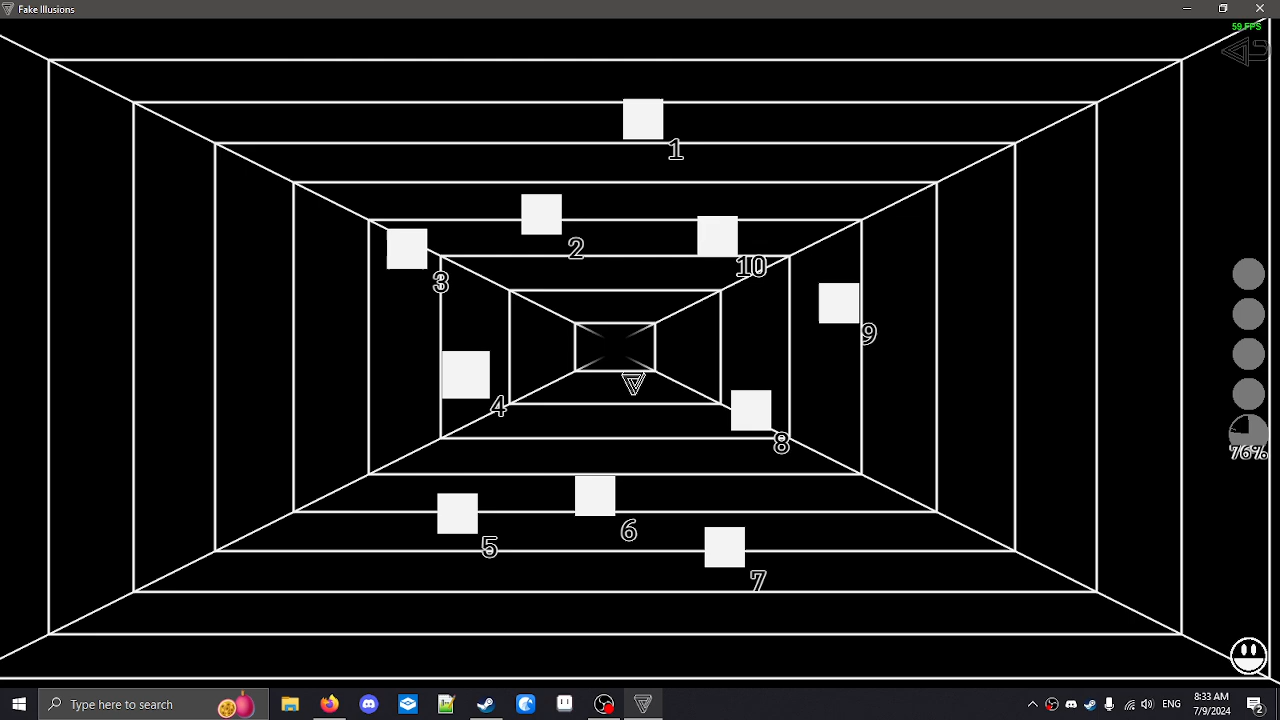 Fake Illusions
59 FPS
1
2
10
3
9
4
8
76%
6
5
7
Type here to search
8:33 AM
ENG
7/9/2024
2